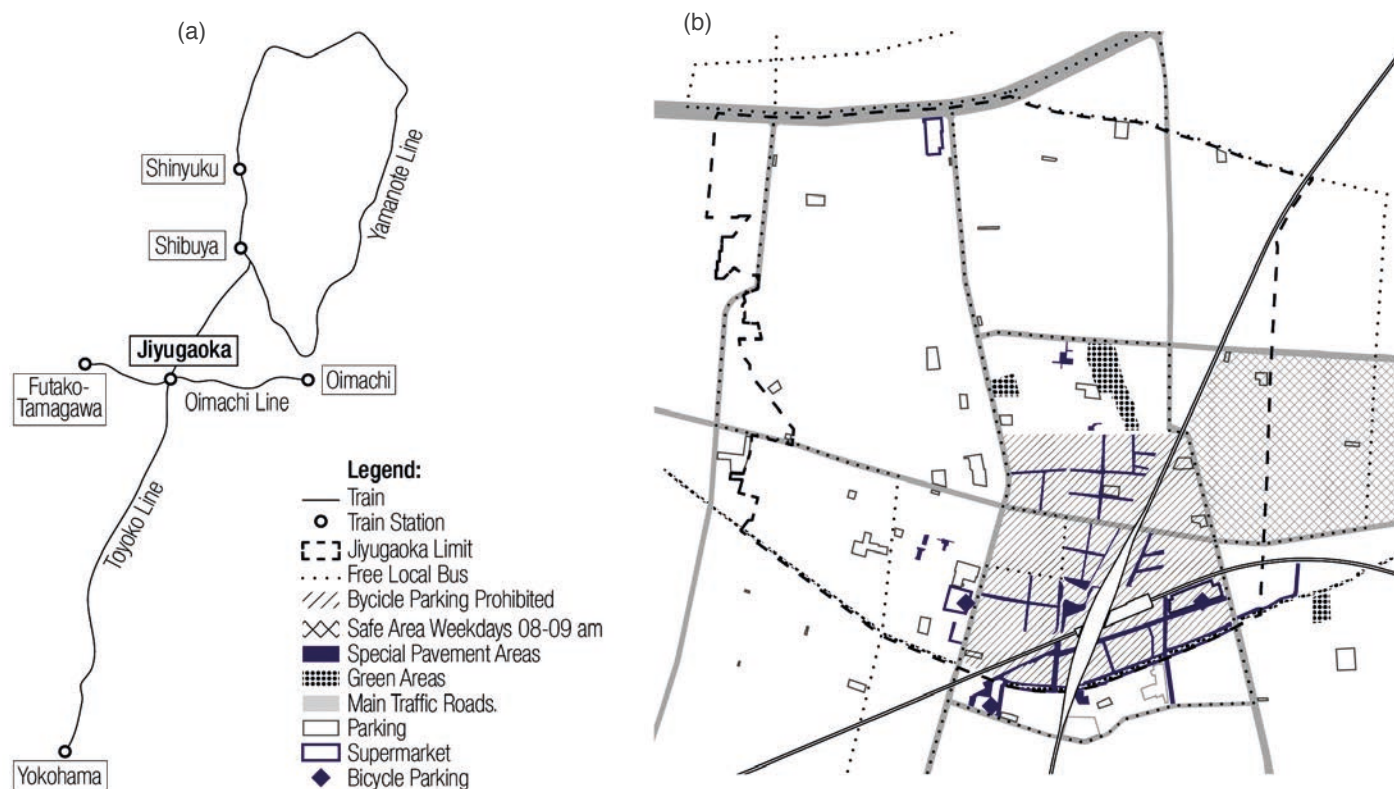 (a)
(b)
Shinyuku
Yamanote Line
Shibuya
Jiyugaoka
Futako-
Tamagawa
Oimachi Line
Oimachi
Toyoko Line
Yokohama
Legend:
Train
Train Station
Jiyugaoka Limit
Free Local Bus
Bycicle Parking Prohibited
Safe Area Weekdays 08-09 am
Special Pavement Areas
Green Areas
Main Traffic Roads.
Parking
Supermarket
Bicycle Parking